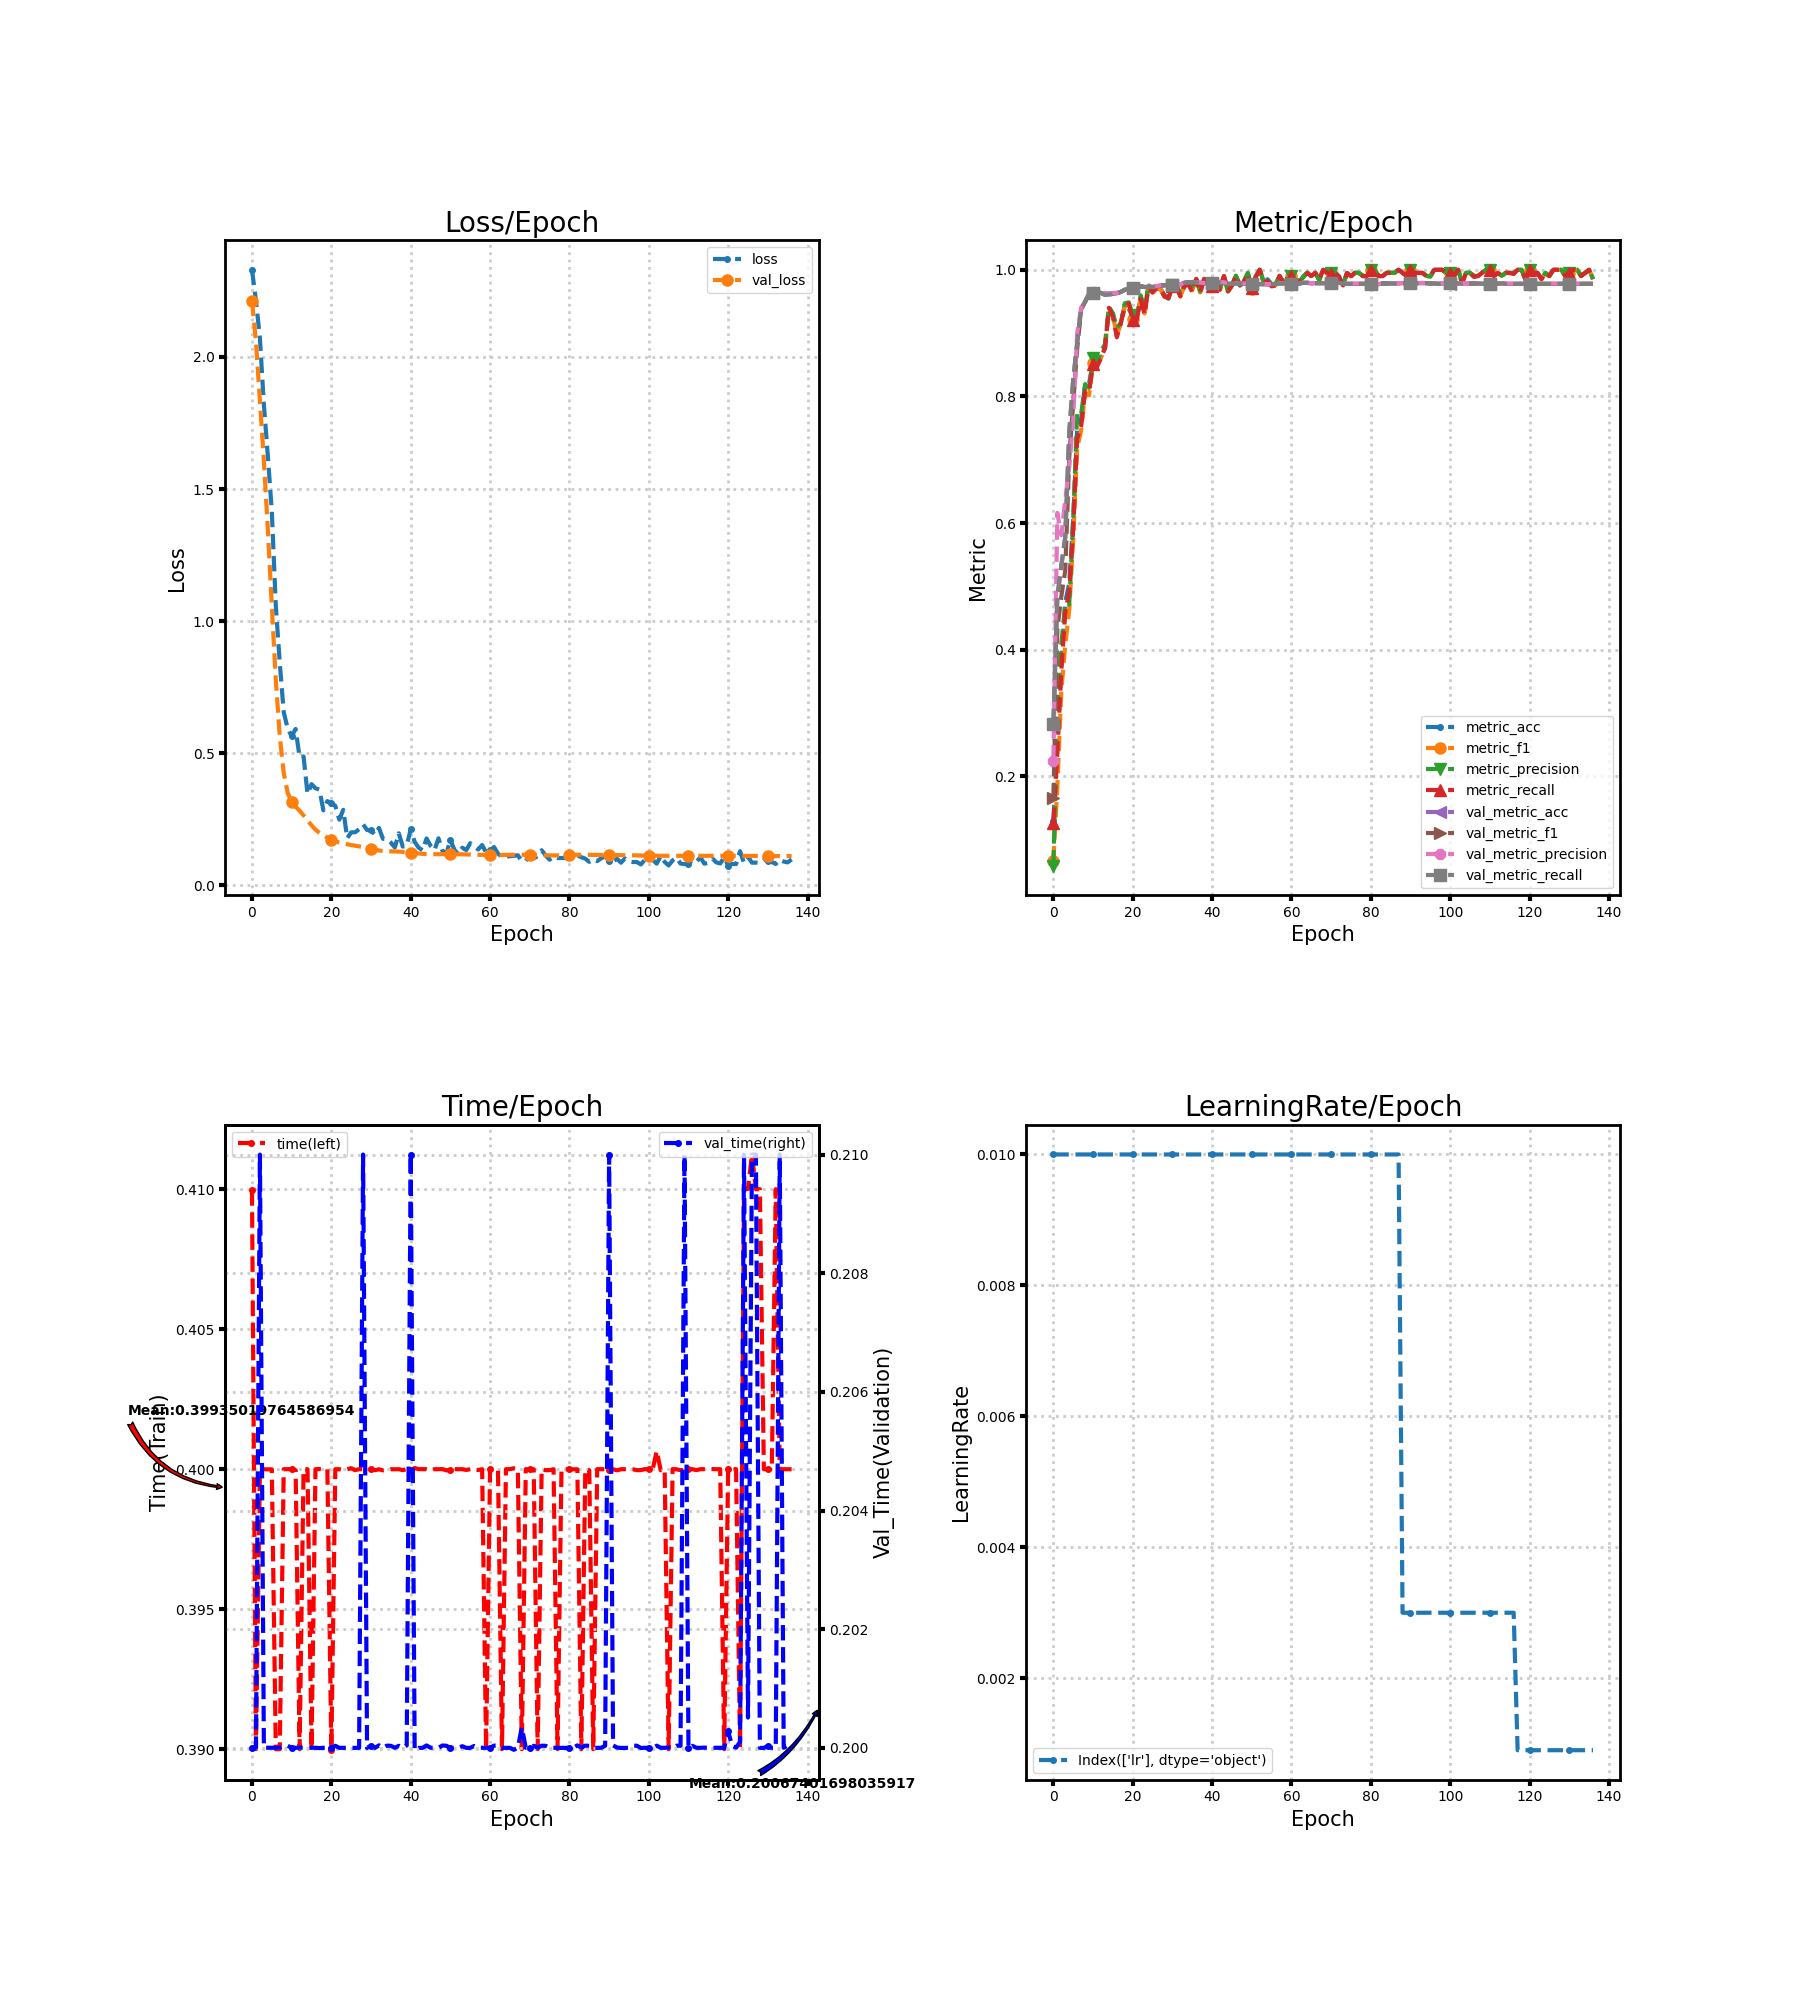 Loss/Epoch
loss
val_loss
2.0
1.5
1.0
0.5
0.0
Loss
0 20 40 60 80 100 120 140
Epoch
Metric/Epoch
1.0
0.8
0.6
0.4
0.2
Metric
metric_acc
metric_f1
metric_precision
metric_recall
val_metric_acc
val_metric_f1
val_metric_precision
val_metric_recall
0 20 40 60 80 100 120 140
Epoch
Time/Epoch
time(left)
val_time(right)
0.410
0.405
0.400
0.395
0.390
Time(Train)
Mean:0.39935019764586954
0.210
0.208
0.206
0.204
0.202
0.200
Val_Time(Validation)
Mean:0.20067401698035917
0 20 40 60 80 100 120 140
Epoch
LearningRate/Epoch
0.010
0.008
0.006
0.004
0.002
LearningRate
Index(['lr'], dtype='object')
0 20 40 60 80 100 120 140
Epoch